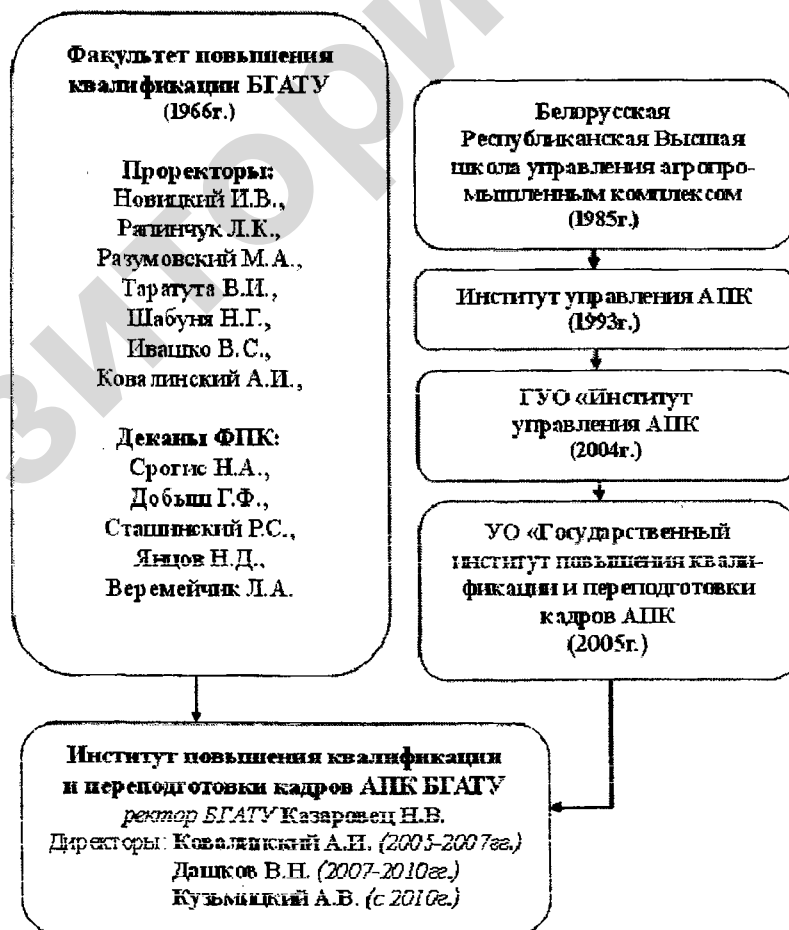 Факультет повышения
квалификации БГАТУ
(1966г.)
Проректоры:
Новицкий И.В.,
Ряпинчук Л.К.,
Разумовский М.А.,
Таратута В.И.,
Шабуня Н.Г.,
Ивашко В.С.,
Ковалинский А.И.,
Деканы ФПК:
Срогис Н.А.,
Добыш Г.Ф.,
Сташинский Р.С.,
Янцов Н.Д.,
Веремейчик Л.А.
Белорусская
Республиканская Высшая
школа управления агропро-
мышленным комплексом
(1985г.)
Институт управления АПК
(1993г.)
ГУО «Институт
управления АПК
(2004г.)
УО «Государственный
институт повышения квали-
фикации и переподготовки
кадров АПК
(2005г.)
Институт повышения квалификации
и переподготовки кадров АПК БГАТУ
ректор БГАТУ Казаровец Н.В.
Директоры: Ковалинский А.И. (2005-2007гг.)
Дашков В.Н. (2007-2010гг.)
Кузьмицкий А.В. (с 2010г.)